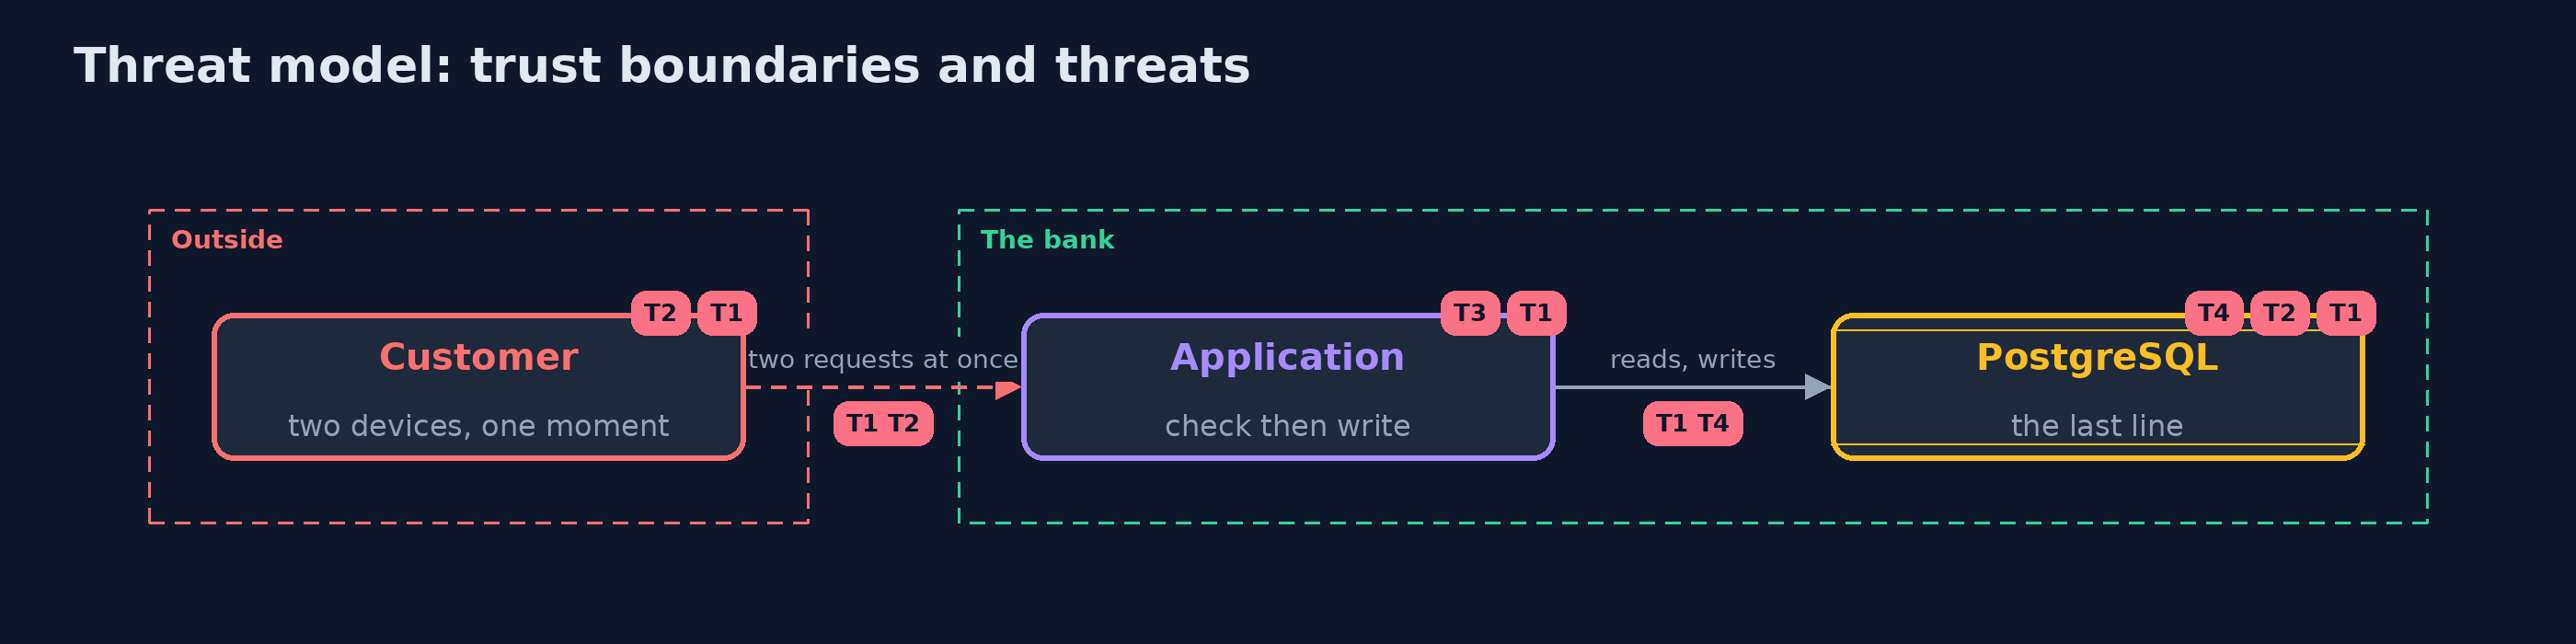 Threat model: trust boundaries and threats
Outside
The bank
T2 T1
Customer
two devices, one moment
two requests at once
T1 T2
T3 T1
Application
check then write
reads, writes
T1 T4
T4 T2 T1
PostgreSQL
the last line